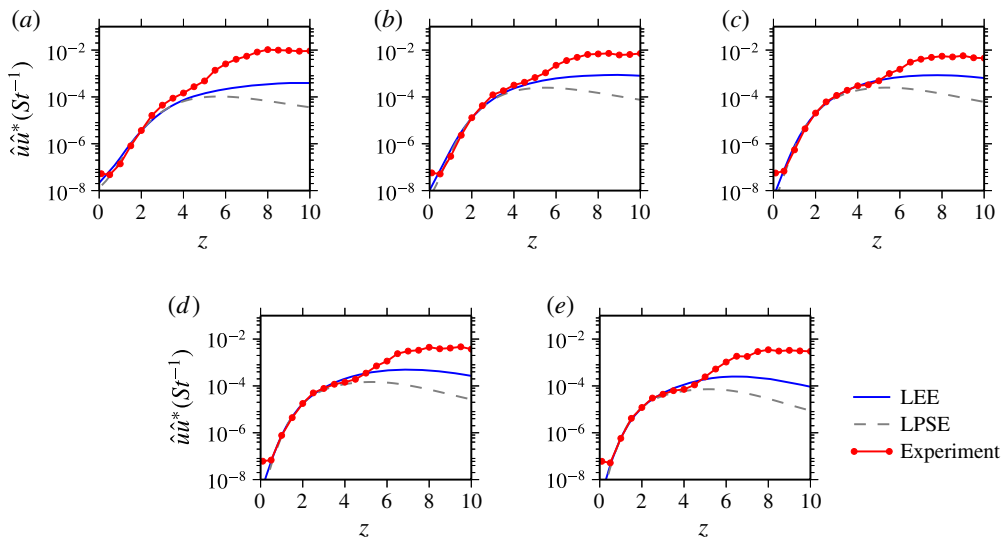 (a)
(b)
(c)
ûû*(St⁻¹)
10⁻²
10⁻⁴
10⁻⁶
10⁻⁸
0 2 4 6 8 10
z
10⁻²
10⁻⁴
10⁻⁶
10⁻⁸
0 2 4 6 8 10
z
10⁻²
10⁻⁴
10⁻⁶
10⁻⁸
0 2 4 6 8 10
z
(d)
(e)
ûû*(St⁻¹)
10⁻²
10⁻⁴
10⁻⁶
10⁻⁸
0 2 4 6 8 10
z
10⁻²
10⁻⁴
10⁻⁶
10⁻⁸
0 2 4 6 8 10
z
LEE
LPSE
Experiment